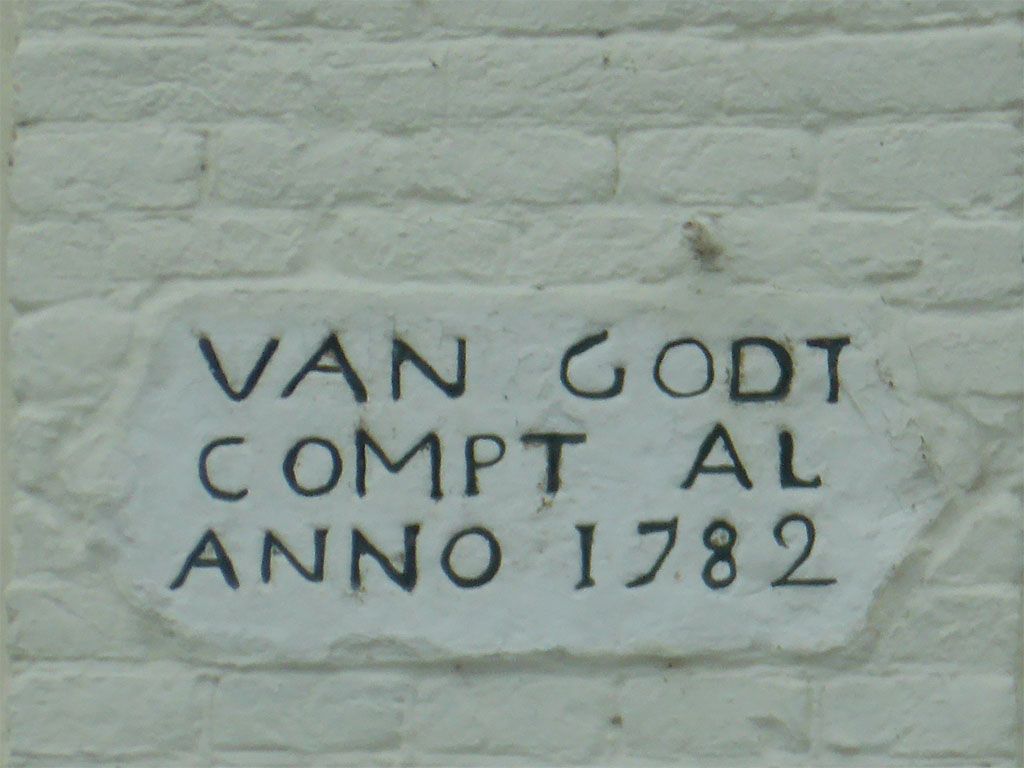 VAN GODT
COMPT AL
ANNO 1782